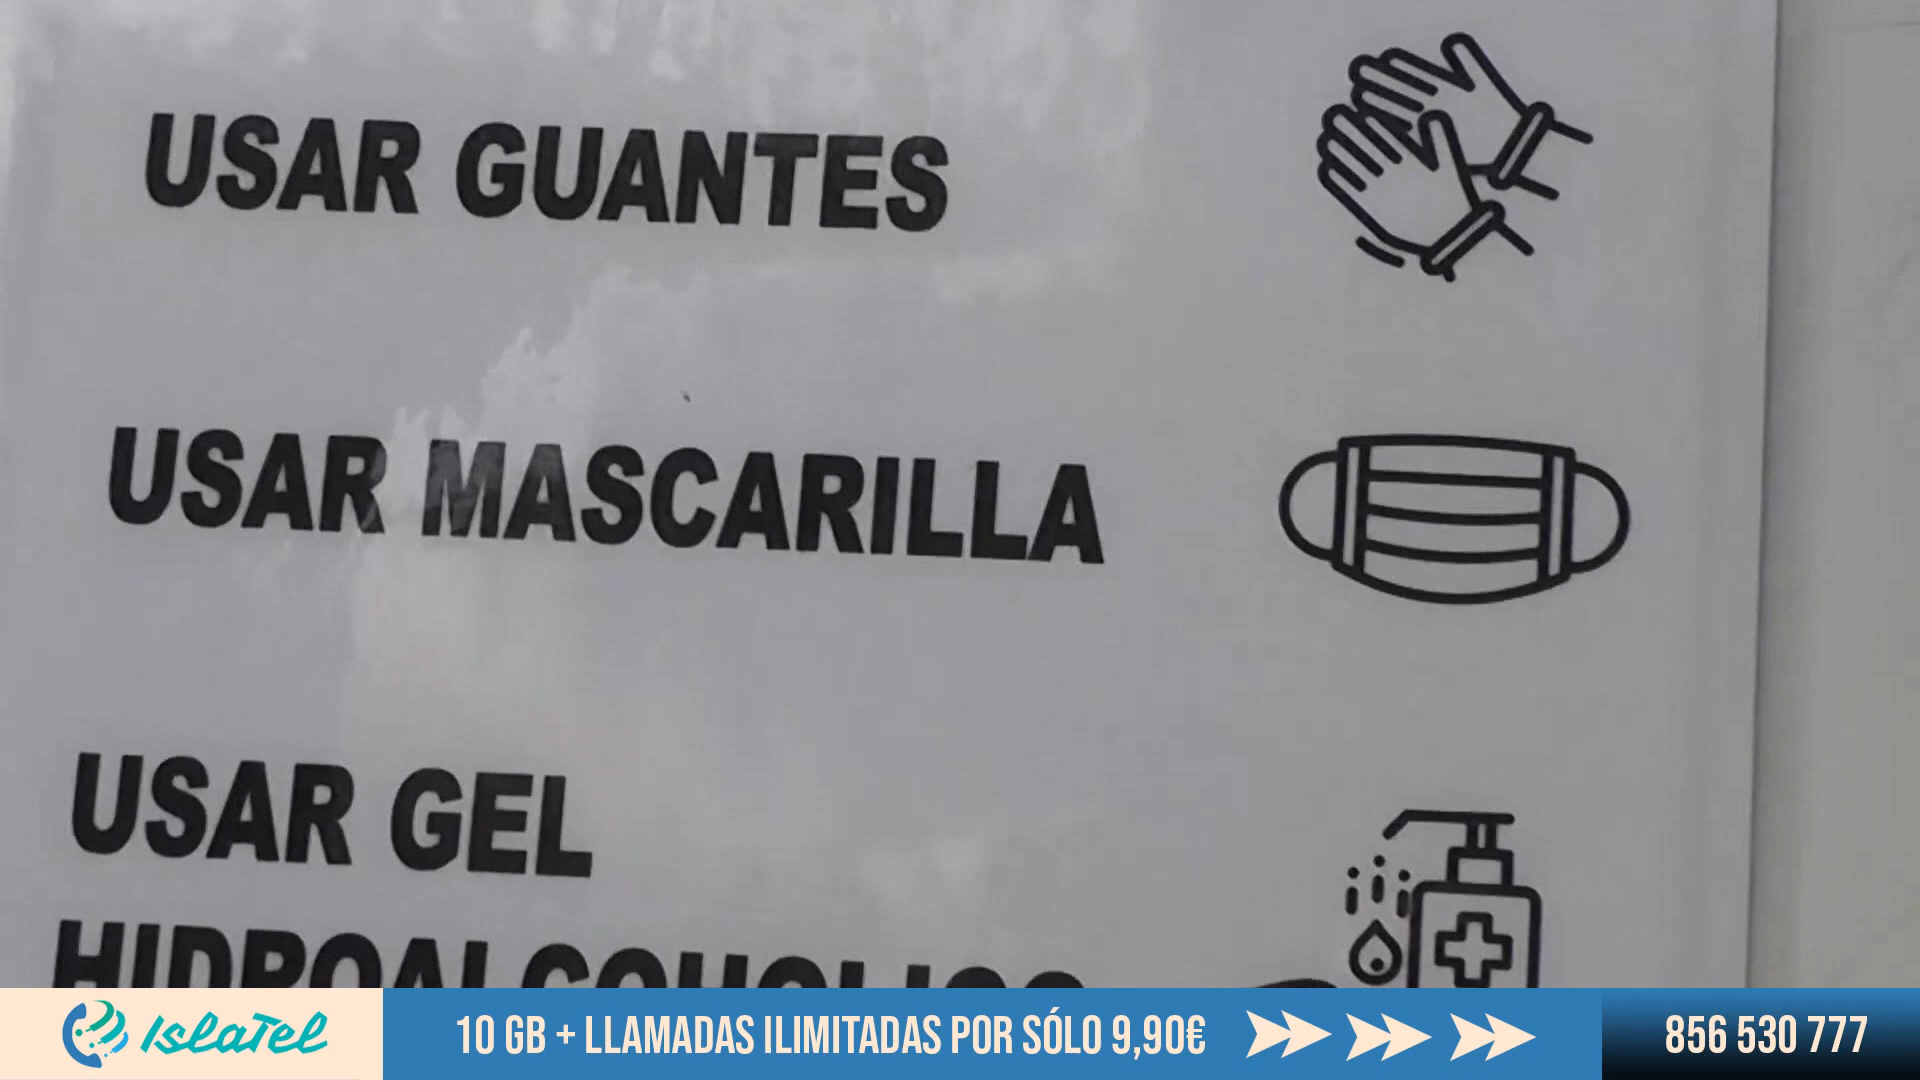 USAR GUANTES
USAR MASCARILLA
USAR GEL
HIDROALCOHOLICO
IslaTel
10 GB + LLAMADAS ILIMITADAS POR SÓLO 9,90€
856 530 777